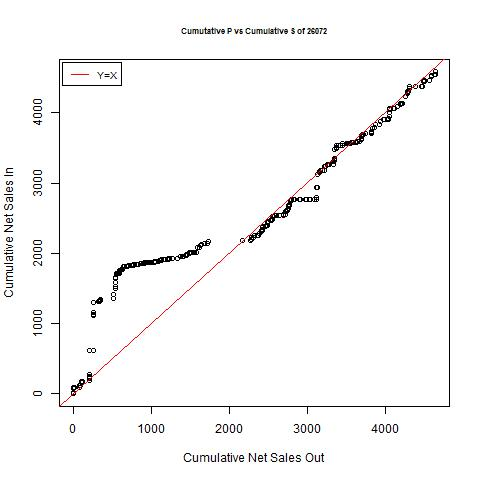 Cumutative P vs Cumulative $ of 26072
Y=X
Cumulative Net Sales In
4000
3000
2000
1000
0
0 1000 2000 3000 4000
Cumulative Net Sales Out